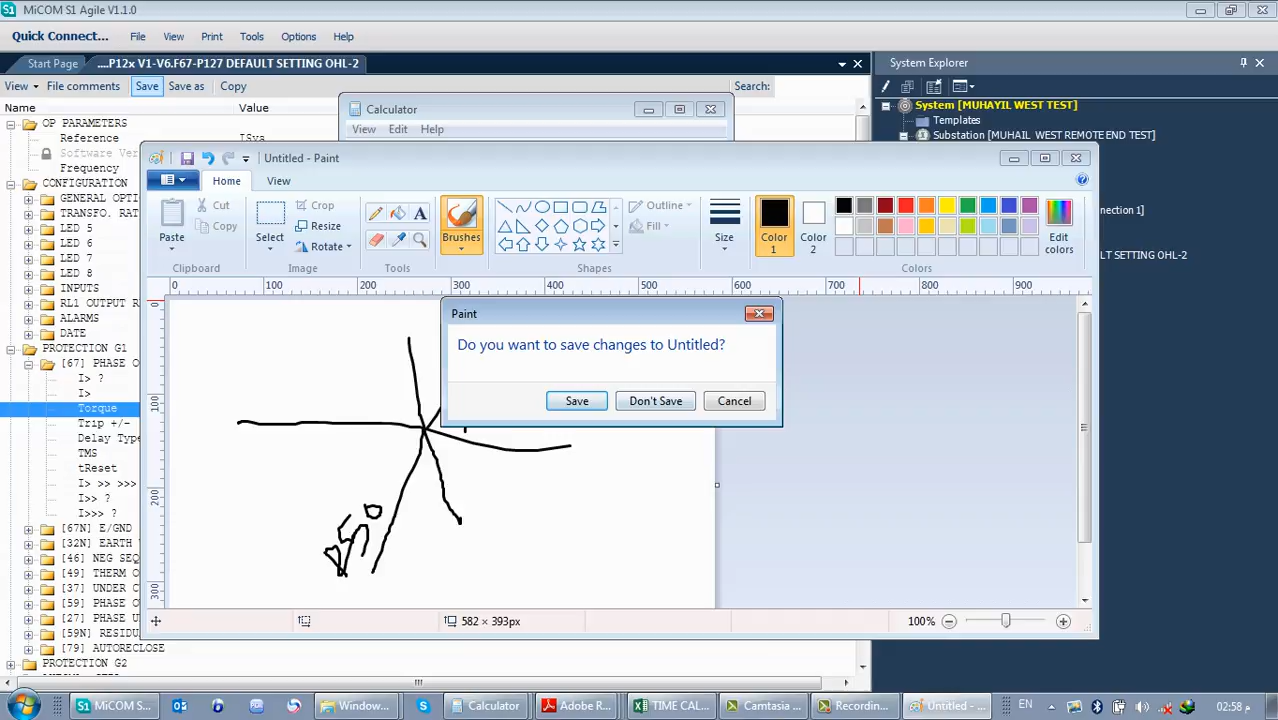 MiCOM S1 Agile V1.1.0
Quick Connect... File View Print Tools Options Help
Start Page ....P12x V1-V6.F67-P127 DEFAULT SETTING OHL-2 System Explorer
View File comments Save Save as Copy Search:
Name Value
OP PARAMETERS
Reference
Frequency
CONFIGURATION
GENERAL OPTI
TRANSFO. RAT
LED 5
LED 6
LED 7
LED 8
INPUTS
RL1 OUTPUT R
ALARMS
DATE
PROTECTION G1
[67] PHASE O
I> ?
I>
Torque
Trip +/-
Delay Type
TMS
tReset
I> >> >>>
I>> ?
I>>> ?
[67N] E/GND
[32N] EARTH
[46] NEG SEQ
[49] THERM O
[37] UNDER C
[59] PHASE O
[27] PHASE U
[59N] RESIDU
[79] AUTORECLOSE
PROTECTION G2
System [MUHAYIL WEST TEST]
Templates
Substation [MUHAIL WEST REMOTE END TEST]
nection 1]
LT SETTING OHL-2
Calculator
View Edit Help
Untitled - Paint
Home View
Paste Cut Copy Select Crop Resize Rotate Brushes Outline Fill Size Color 1 Color 2 Edit colors
Clipboard Image Tools Shapes Colors
0 100 200 300 400 500 600 700 800 900
0
100
200
300
Paint
Do you want to save changes to Untitled?
Save Don't Save Cancel
582 × 393px 100%
MiCOM S... Window... Calculator Adobe R... TIME CAL... Camtasia ... Recordin... Untitled - ... EN 02:58 م